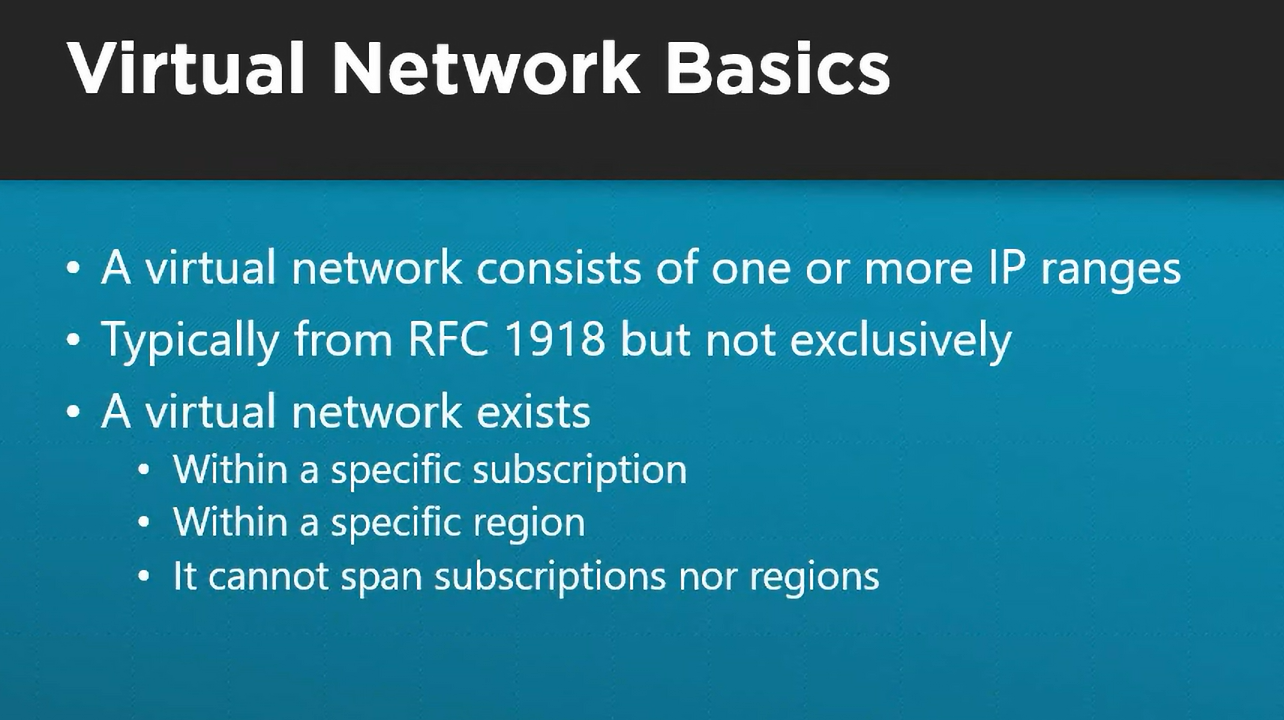 Virtual Network Basics
• A virtual network consists of one or more IP ranges
• Typically from RFC 1918 but not exclusively
• A virtual network exists
• Within a specific subscription
• Within a specific region
• It cannot span subscriptions nor regions